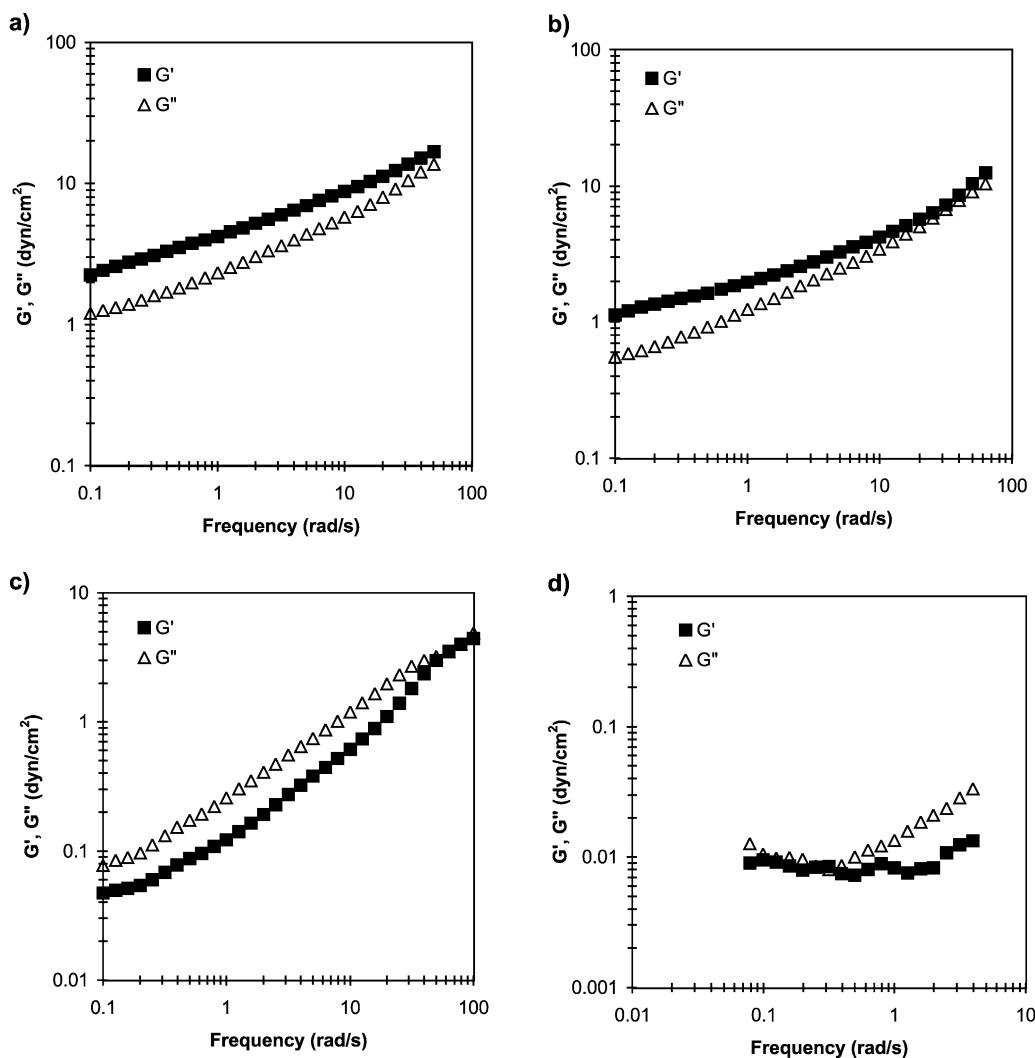 a)
100
10
1
0.1
G', G" (dyn/cm²)
G'
G"
0.1 1 10 100
Frequency (rad/s)
b)
100
10
1
0.1
G', G" (dyn/cm²)
G'
G"
0.1 1 10 100
Frequency (rad/s)
c)
10
1
0.1
0.01
G', G" (dyn/cm²)
G'
G"
0.1 1 10 100
Frequency (rad/s)
d)
1
0.1
0.01
0.001
G', G" (dyn/cm²)
G'
G"
0.01 0.1 1 10
Frequency (rad/s)